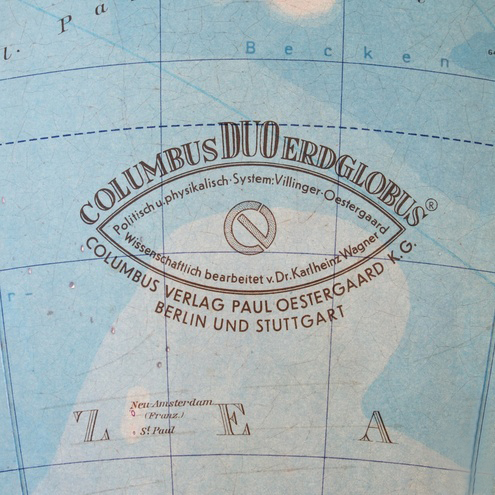 l. Pa
Becken
COLUMBUS DUO ERDGLOBUS®
Politisch u. physikalisch·System:Villinger-Oestergaard
wissenschaftlich bearbeitet v. Dr. Karlheinz Wagner
COLUMBUS VERLAG PAUL OESTERGAARD K.G.
BERLIN UND STUTTGART
r-
Neu Amsterdam
(Franz.)
St Paul
Z E A